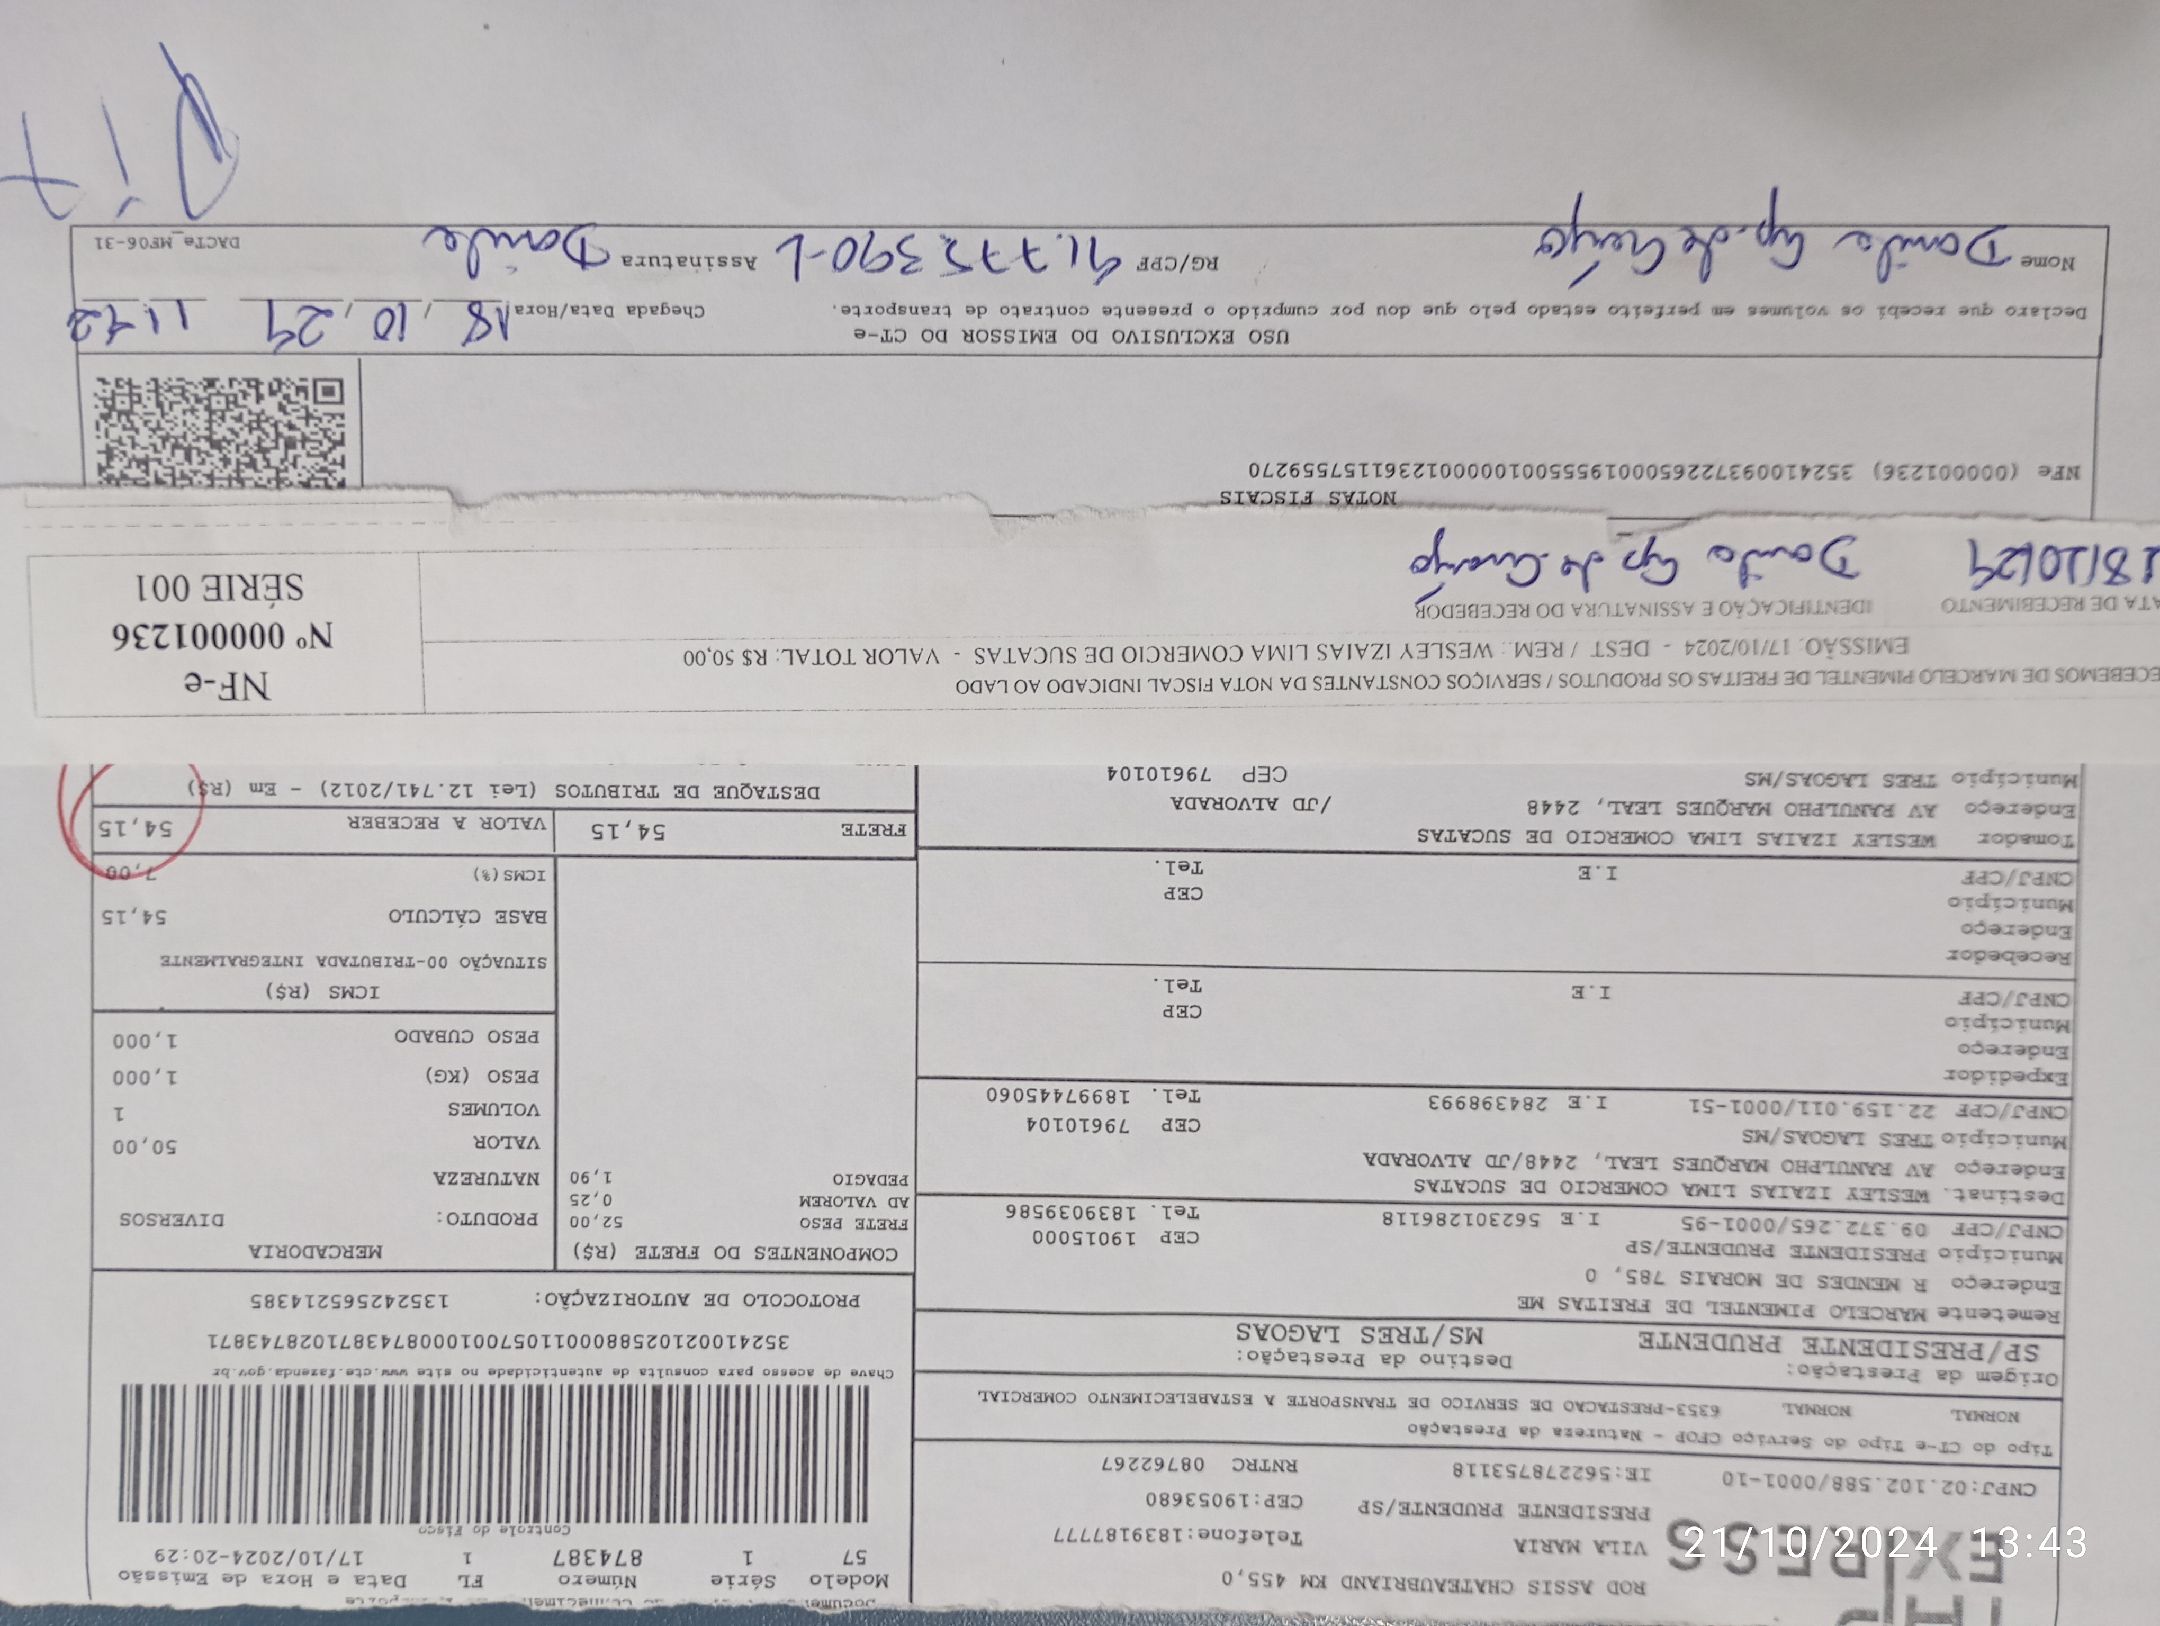 EXPRESS
ROD ASSIS CHATEAUBRIAND KM 455,0
VILA MARIA Telefone:1839187777
PRESIDENTE PRUDENTE/SP CEP:19053680
CNPJ:02.102.588/0001-10 IE:562278753118 RNTRC 08762267
Modelo Série Número FL Data e Hora de Emissão
57 1 874387 1 17/10/2024-20:29
Controle do Fisco
Tipo do CT-e Tipo do Serviço CFOP - Natureza da Prestação
NORMAL NORMAL 6353-PRESTACAO DE SERVICO DE TRANSPORTE A ESTABELECIMENTO COMERCIAL
Chave de acesso para consulta de autenticidade no site www.cte.fazenda.gov.br
35241002102588000110570010008743871028743871
PROTOCOLO DE AUTORIZAÇÃO: 135242565214385
Origem da Prestação: Destino da Prestação:
SP/PRESIDENTE PRUDENTE MS/TRES LAGOAS
Remetente MARCELO PIMENTEL DE FREITAS ME
Endereço R MENDES DE MORAIS 785, 0
Município PRESIDENTE PRUDENTE/SP CEP 19015000
CNPJ/CPF 09.372.265/0001-95 I.E 562301286118 Tel. 1839039586
Destinat. WESLEY IZAIAS LIMA COMERCIO DE SUCATAS
Endereço AV RANULPHO MARQUES LEAL, 2448/JD ALVORADA
Município TRES LAGOAS/MS CEP 79610104
CNPJ/CPF 22.159.011/0001-51 I.E 284398993 Tel. 18997445060
Expedidor
Endereço
Município CEP
CNPJ/CPF I.E Tel.
Recebedor
Endereço
Município CEP
CNPJ/CPF I.E Tel.
Tomador WESLEY IZAIAS LIMA COMERCIO DE SUCATAS
Endereço AV RANULPHO MARQUES LEAL, 2448 /JD ALVORADA
Município TRES LAGOAS/MS CEP 79610104
COMPONENTES DO FRETE (R$)
FRETE PESO 52,00
AD VALOREM 0,25
PEDAGIO 1,90
FRETE 54,15
MERCADORIA
PRODUTO: DIVERSOS
NATUREZA
VALOR 50,00
VOLUMES 1
PESO (KG) 1,000
PESO CUBADO 1,000
ICMS (R$)
SITUAÇÃO 00-TRIBUTADA INTEGRALMENTE
BASE CÁLCULO 54,15
ICMS(%) 7,00
VALOR A RECEBER 54,15
DESTAQUE DE TRIBUTOS (Lei 12.741/2012) - Em (R$)
ECEBEMOS DE MARCELO PIMENTEL DE FREITAS OS PRODUTOS / SERVIÇOS CONSTANTES DA NOTA FISCAL INDICADO AO LADO
EMISSÃO: 17/10/2024 - DEST / REM.: WESLEY IZAIAS LIMA COMERCIO DE SUCATAS - VALOR TOTAL: R$ 50,00
ATA DE RECEBIMENTO IDENTIFICAÇÃO E ASSINATURA DO RECEBEDOR
18/10/24
NF-e
Nº 000001236
SÉRIE 001
NOTAS FISCAIS
NFe (000001236) 35241009372265000195550010000012361157559270
USO EXCLUSIVO DO EMISSOR DO CT-e
Declaro que recebi os volumes em perfeito estado pelo que dou por cumprido o presente contrato de transporte. Chegada Data/Hora 18/10/24 11:42
Nome RG/CPF Assinatura Danila
DACTe_MF06-31
21/10/2024 13:43